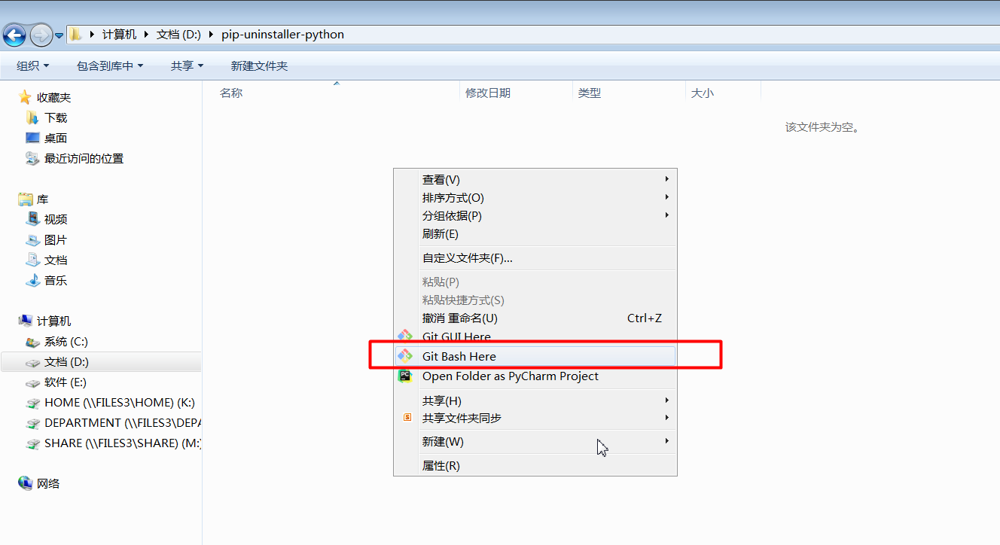 计算机 文档 (D:) pip-uninstaller-python
组织 包含到库中 共享 新建文件夹
收藏夹
下载
桌面
最近访问的位置
库
视频
图片
文档
音乐
计算机
系统 (C:)
文档 (D:)
软件 (E:)
HOME (\\FILES3\HOME) (K:)
DEPARTMENT (\\FILES3\DEPA
SHARE (\\FILES3\SHARE) (M:)
网络
名称 修改日期 类型 大小
该文件夹为空。
查看(V)
排序方式(O)
分组依据(P)
刷新(E)
自定义文件夹(F)...
粘贴(P)
粘贴快捷方式(S)
撤消 重命名(U) Ctrl+Z
Git GUI Here
Git Bash Here
PC Open Folder as PyCharm Project
共享(H)
S 共享文件夹同步
新建(W)
属性(R)